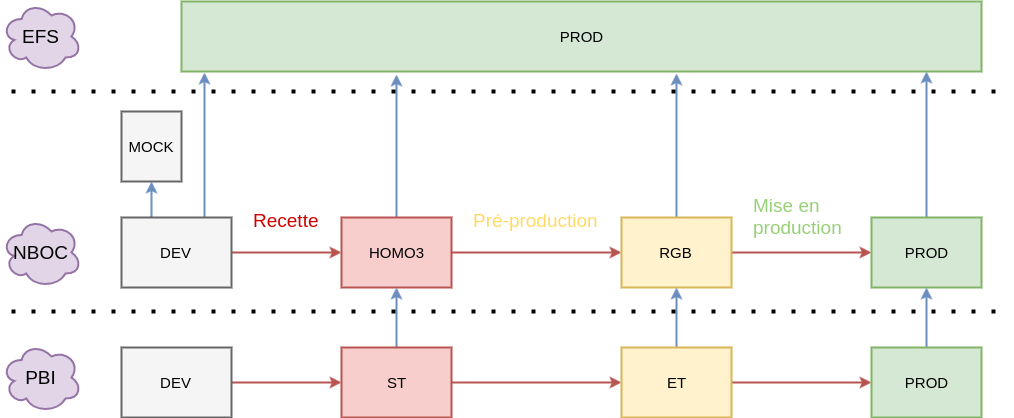 EFS
PROD
MOCK
Recette
Pré-production
Mise en
production
NBOC
DEV
HOMO3
RGB
PROD
PBI
DEV
ST
ET
PROD